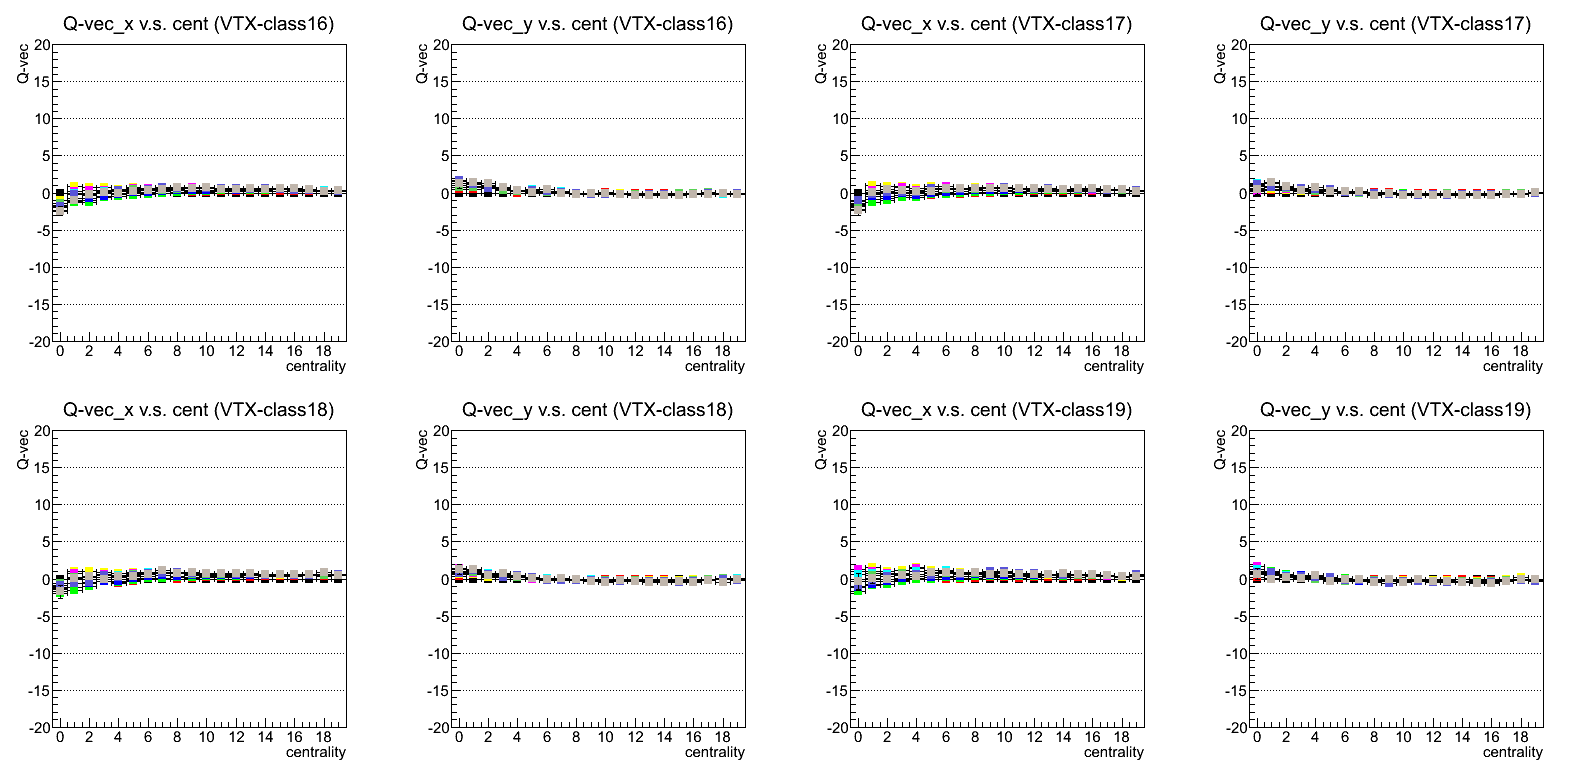 Q-vec_x v.s. cent (VTX-class16)
Q-vec
20
15
10
5
0
-5
-10
-15
-20
0 2 4 6 8 10 12 14 16 18
centrality
Q-vec_y v.s. cent (VTX-class16)
Q-vec
20
15
10
5
0
-5
-10
-15
-20
0 2 4 6 8 10 12 14 16 18
centrality
Q-vec_x v.s. cent (VTX-class17)
Q-vec
20
15
10
5
0
-5
-10
-15
-20
0 2 4 6 8 10 12 14 16 18
centrality
Q-vec_y v.s. cent (VTX-class17)
Q-vec
20
15
10
5
0
-5
-10
-15
-20
0 2 4 6 8 10 12 14 16 18
centrality
Q-vec_x v.s. cent (VTX-class18)
Q-vec
20
15
10
5
0
-5
-10
-15
-20
0 2 4 6 8 10 12 14 16 18
centrality
Q-vec_y v.s. cent (VTX-class18)
Q-vec
20
15
10
5
0
-5
-10
-15
-20
0 2 4 6 8 10 12 14 16 18
centrality
Q-vec_x v.s. cent (VTX-class19)
Q-vec
20
15
10
5
0
-5
-10
-15
-20
0 2 4 6 8 10 12 14 16 18
centrality
Q-vec_y v.s. cent (VTX-class19)
Q-vec
20
15
10
5
0
-5
-10
-15
-20
0 2 4 6 8 10 12 14 16 18
centrality